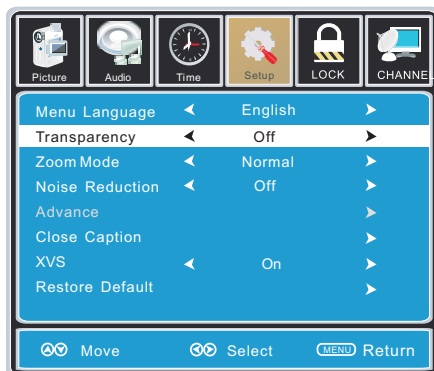 Picture Audio Time Setup LOCK CHANNEL
Menu Language English
Transparency Off
Zoom Mode Normal
Noise Reduction Off
Advance
Close Caption
XVS On
Restore Default
Move Select MENU Return